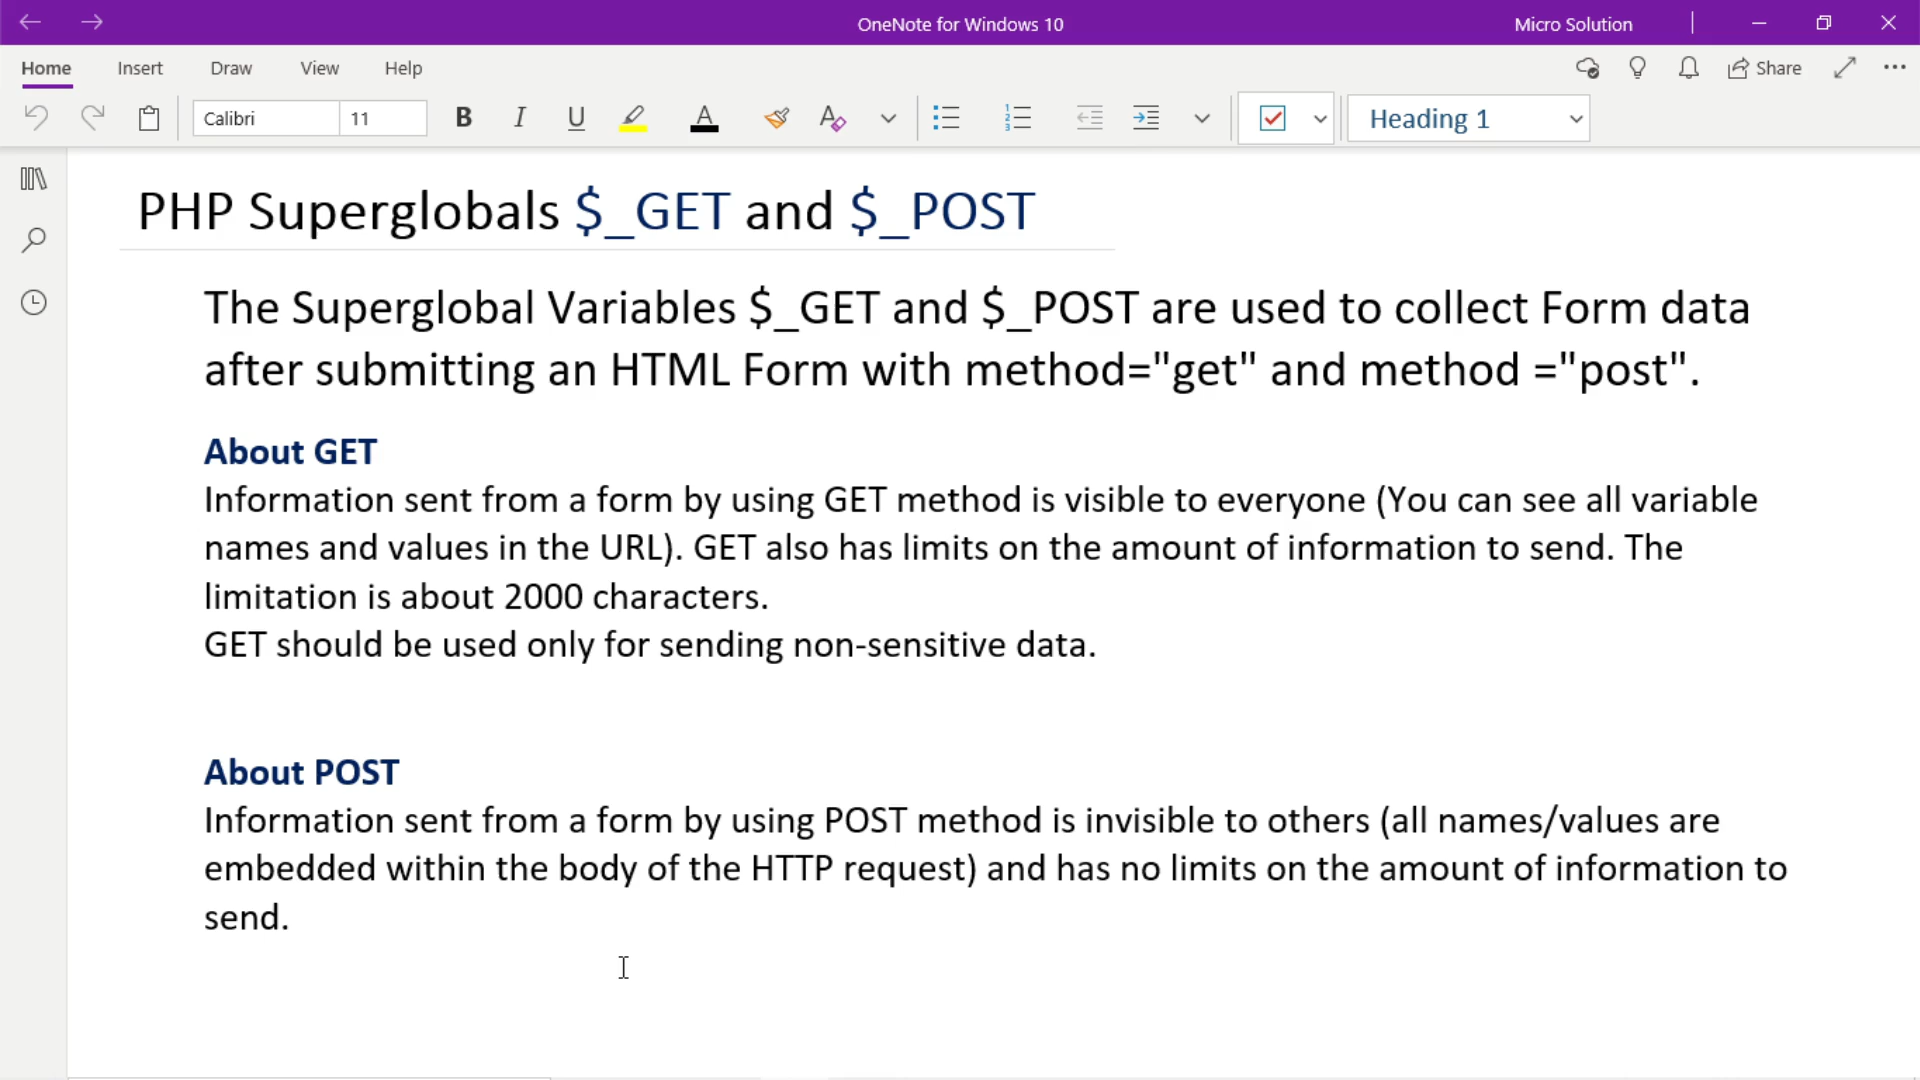 OneNote for Windows 10
Micro Solution
Home
Insert
Draw
View
Help
Share
Calibri
11
B
I
U
A
A
1
2
3
Heading 1
PHP Superglobals $_GET and $_POST
The Superglobal Variables $_GET and $_POST are used to collect Form data
after submitting an HTML Form with method="get" and method ="post".
About GET
Information sent from a form by using GET method is visible to everyone (You can see all variable
names and values in the URL). GET also has limits on the amount of information to send. The
limitation is about 2000 characters.
GET should be used only for sending non-sensitive data.
About POST
Information sent from a form by using POST method is invisible to others (all names/values are
embedded within the body of the HTTP request) and has no limits on the amount of information to
send.